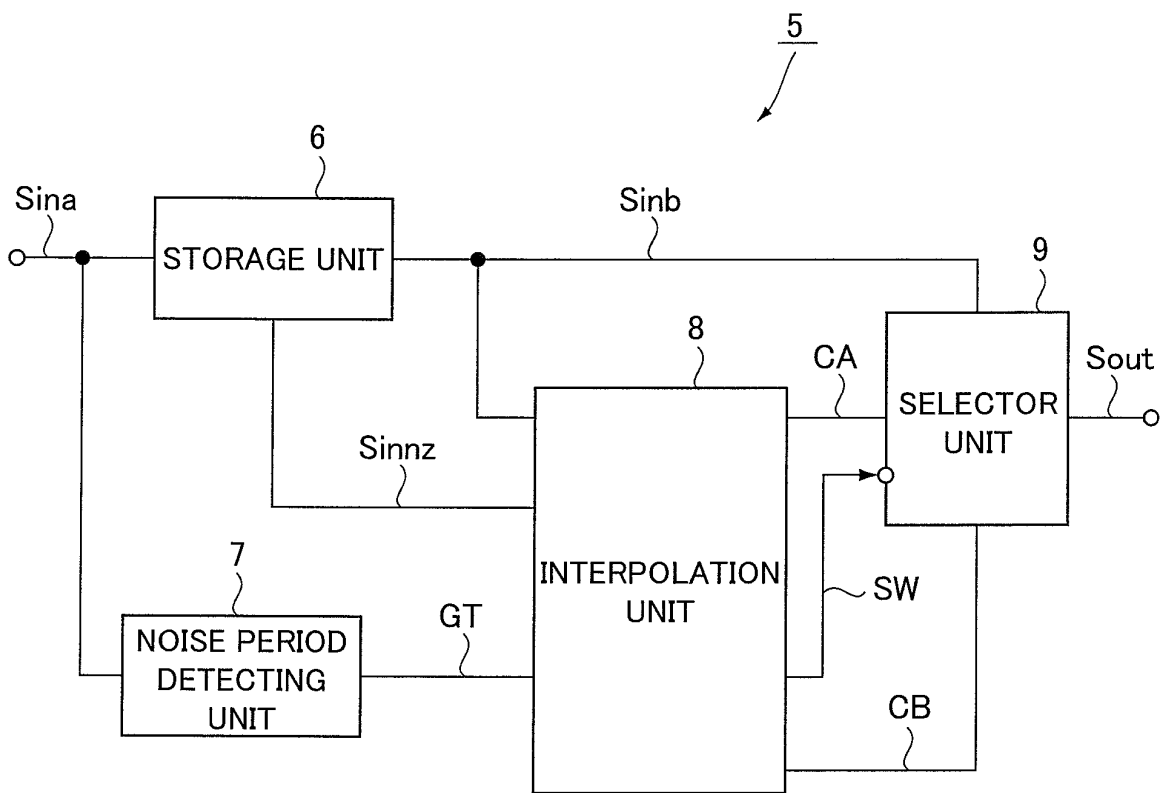 5
6
Sina
Sinb
STORAGE UNIT
9
8
CA
Sout
SELECTOR
UNIT
Sinnz
7
INTERPOLATION
UNIT
SW
GT
NOISE PERIOD
DETECTING
UNIT
CB